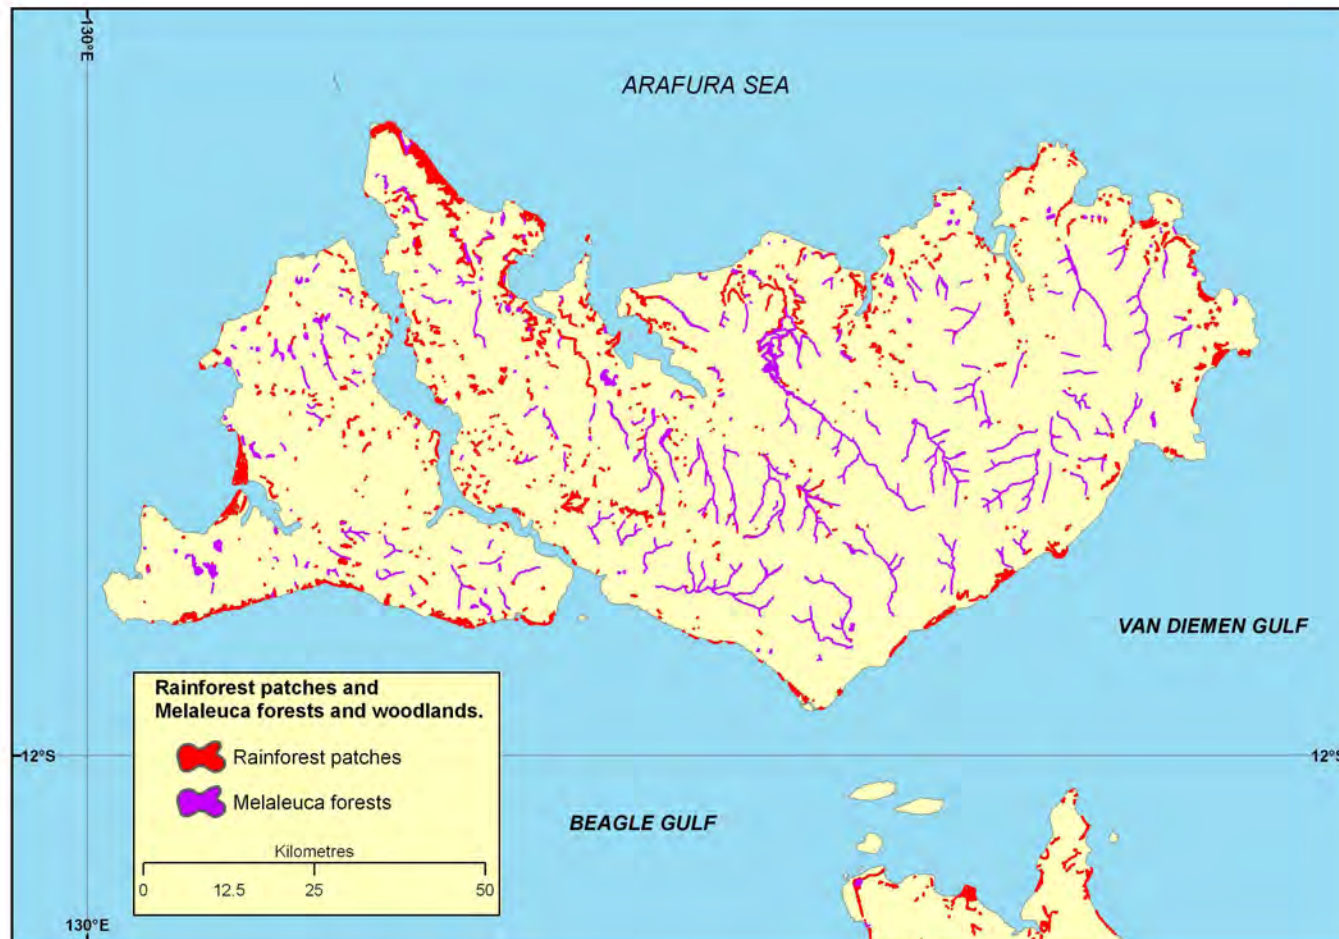 130°E
ARAFURA SEA
VAN DIEMEN GULF
Rainforest patches and
Melaleuca forests and woodlands.
Rainforest patches
Melaleuca forests
Kilometres
0 12.5 25 50
12°S
12°S
BEAGLE GULF
130°E